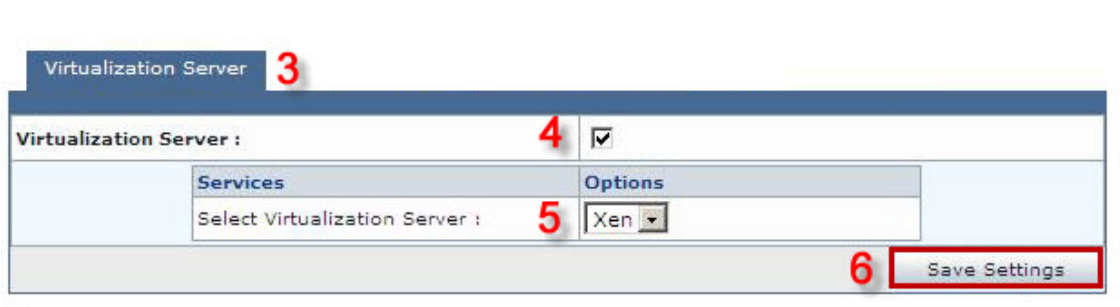 Virtualization Server 3
Virtualization Server : 4
Services Options
Select Virtualization Server : 5 Xen
6 Save Settings